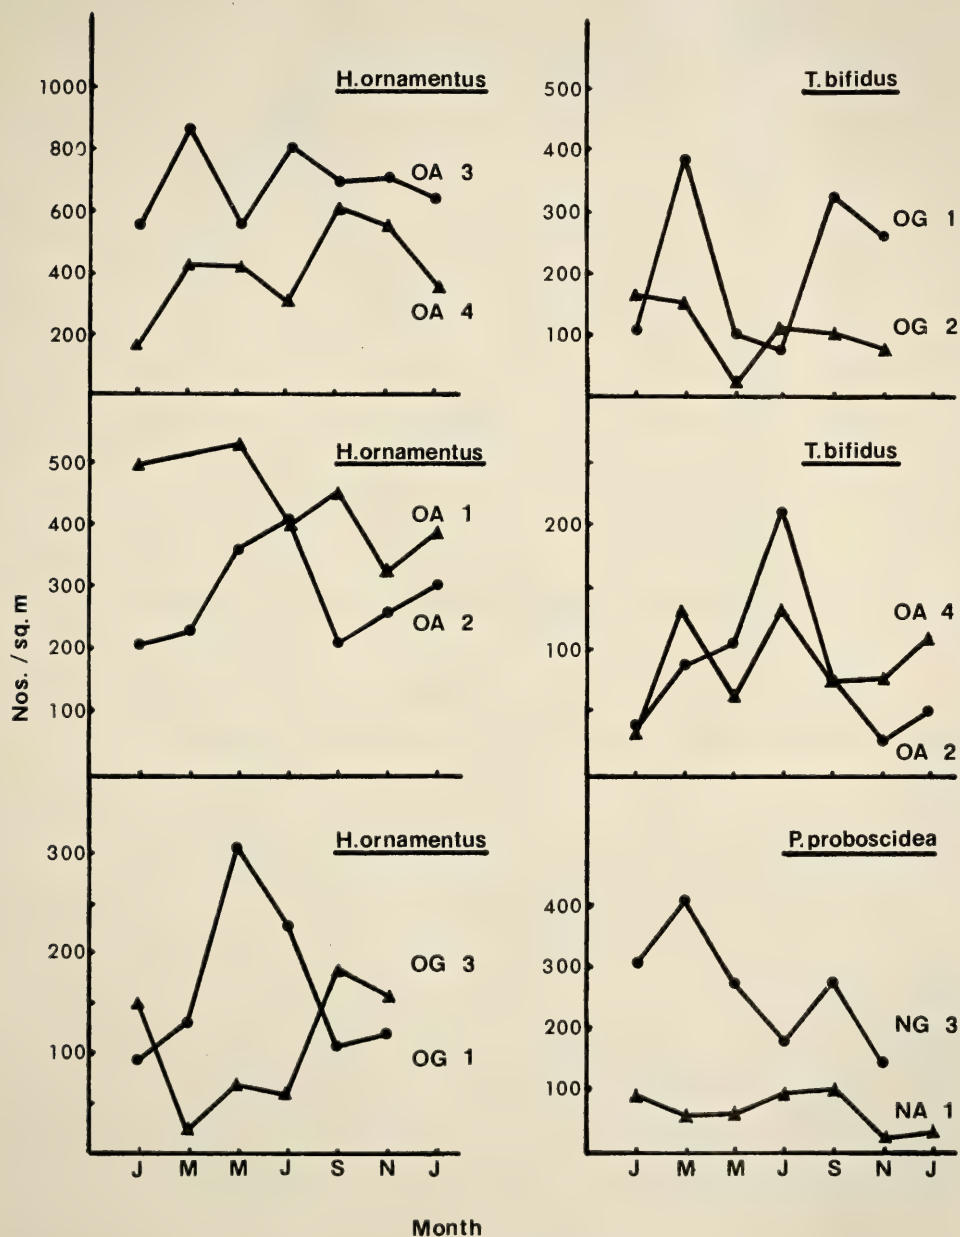 H.ornamentus
1000
800
600
400
200
OA 3
OA 4
T.bifidus
500
400
300
200
100
OG 1
OG 2
H.ornamentus
500
400
300
200
100
OA 1
OA 2
T.bifidus
200
100
OA 4
OA 2
Nos. / sq. m
H.ornamentus
300
200
100
OG 3
OG 1
J M M J S N J
P.proboscidea
400
300
200
100
NG 3
NA 1
J M M J S N J
Month